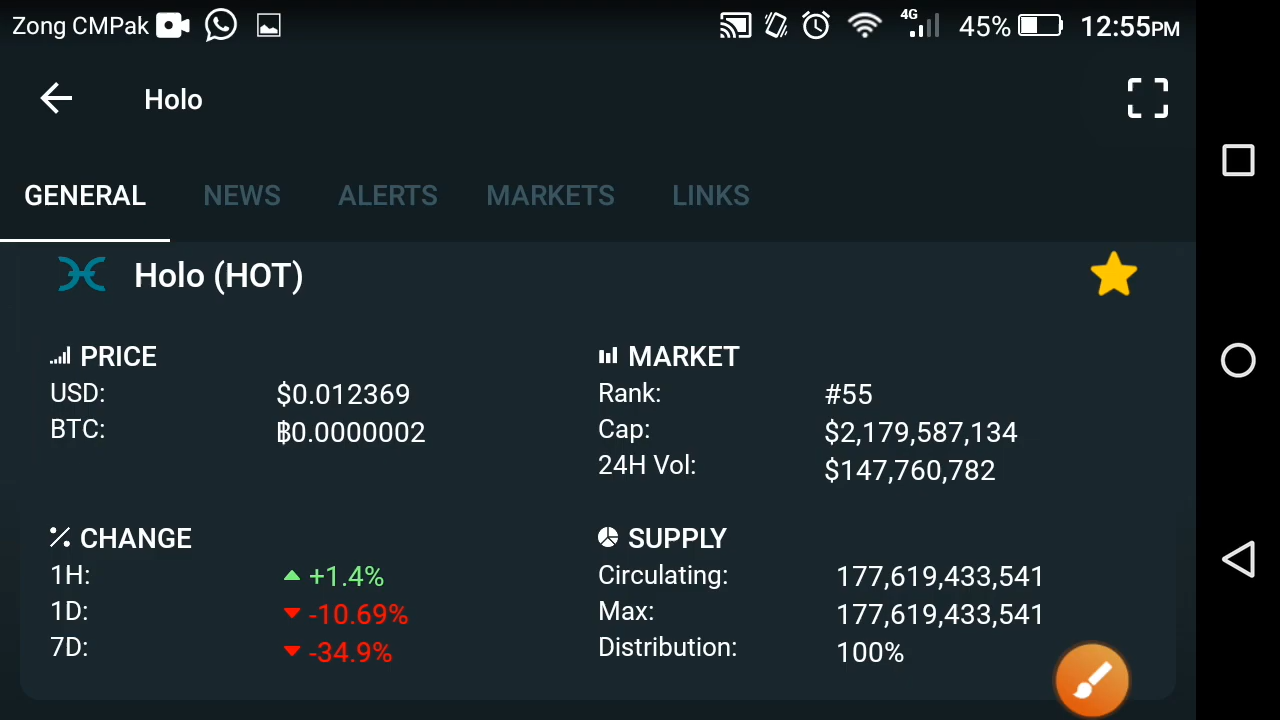 Zong CMPak 4G 45% 12:55PM
Holo
GENERAL NEWS ALERTS MARKETS LINKS
Holo (HOT)
PRICE
USD: $0.012369
BTC: ฿0.0000002
MARKET
Rank: #55
Cap: $2,179,587,134
24H Vol: $147,760,782
CHANGE
1H: +1.4%
1D: -10.69%
7D: -34.9%
SUPPLY
Circulating: 177,619,433,541
Max: 177,619,433,541
Distribution: 100%